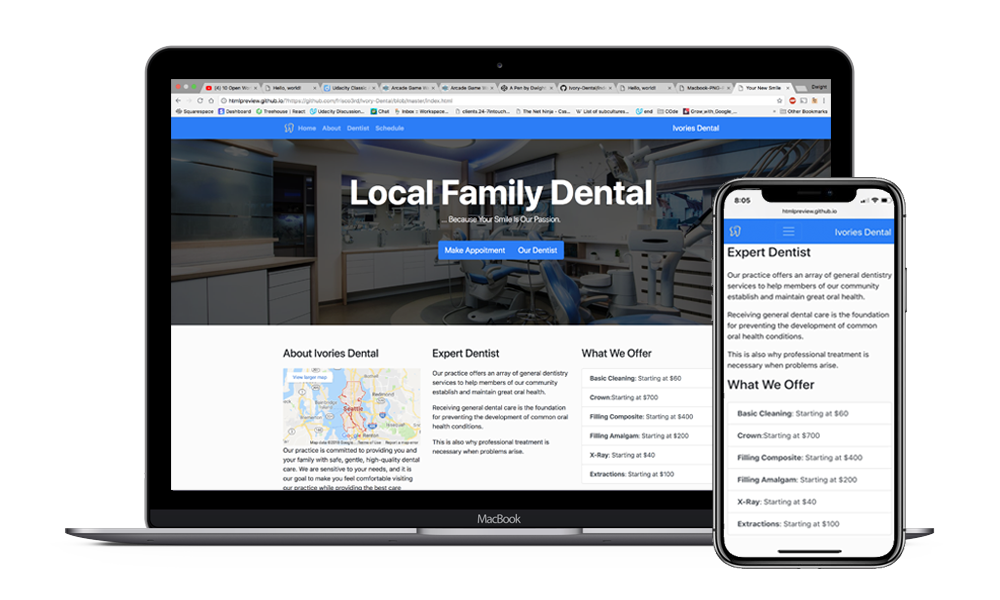 (4) 10 Open Wo
Hello, world!
Udacity Classic
Arcade Game
Arcade Game
A Pen by Dwight
Ivory-Dental/
Hello, world!
Macbook-PNG-
Your New Smile
Dwight
htmlpreview.github.io/?https://github.com/Frisco3rd/Ivory-Dental/blob/master/index.html
Squarespace
Dashboard
Treehouse | React
Udacity Discussion...
Chat
Inbox
Workspace...
clients.24-7intouch...
The Net Ninja - Cos...
List of subcultures...
end
Grow_with_Google_...
Other Bookmarks
Home About Dentist Schedule
Ivories Dental
Local Family Dental
... Because Your Smile Is Our Passion.
Make Appoitment
Our Dentist
About Ivories Dental
View larger map
Seattle
Redmond
Renton
Our practice is committed to providing you and
your family with safe, gentle, high-quality dental
care. We are sensitive to your needs, and it is
our goal to make you feel comfortable visiting
our practice while providing the best care
Expert Dentist
Our practice offers an array of general dentistry
services to help members of our community
establish and maintain great oral health.
Receiving general dental care is the foundation
for preventing the development of common oral
health conditions.
This is also why professional treatment is
necessary when problems arise.
What We Offer
Basic Cleaning: Starting at $60
Crown:Starting at $700
Filling Composite: Starting at $400
Filling Amalgam: Starting at $200
X-Ray: Starting at $40
Extractions: Starting at $100
MacBook
8:05
htmlpreview.github.io
Ivories Dental
Expert Dentist
Our practice offers an array of general dentistry
services to help members of our community
establish and maintain great oral health.
Receiving general dental care is the foundation
for preventing the development of common
oral health conditions.
This is also why professional treatment is
necessary when problems arise.
What We Offer
Basic Cleaning: Starting at $60
Crown:Starting at $700
Filling Composite: Starting at $400
Filling Amalgam: Starting at $200
X-Ray: Starting at $40
Extractions: Starting at $100